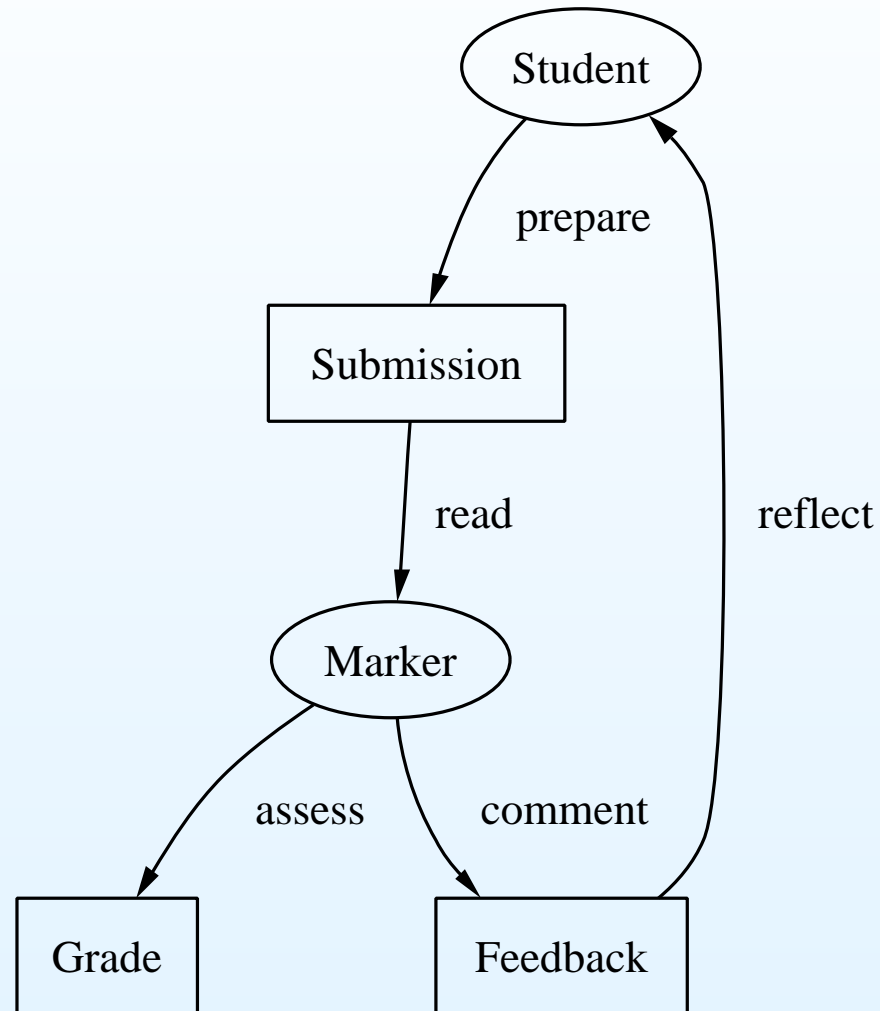 Student
prepare
Submission
read
reflect
Marker
assess
comment
Grade
Feedback